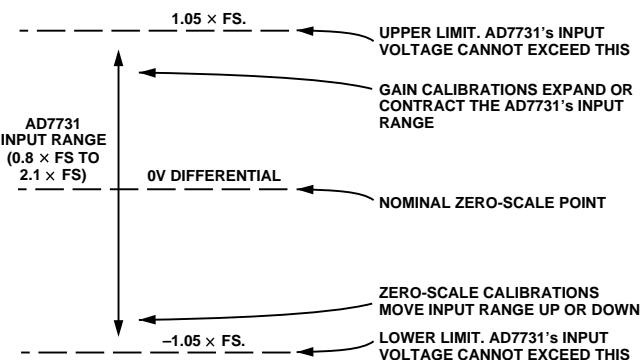 1.05 × FS.
UPPER LIMIT. AD7731's INPUT
VOLTAGE CANNOT EXCEED THIS
GAIN CALIBRATIONS EXPAND OR
CONTRACT THE AD7731's INPUT
RANGE
AD7731
INPUT RANGE
(0.8 × FS TO
2.1 × FS)
0V DIFFERENTIAL
NOMINAL ZERO-SCALE POINT
ZERO-SCALE CALIBRATIONS
MOVE INPUT RANGE UP OR DOWN
–1.05 × FS.
LOWER LIMIT. AD7731's INPUT
VOLTAGE CANNOT EXCEED THIS